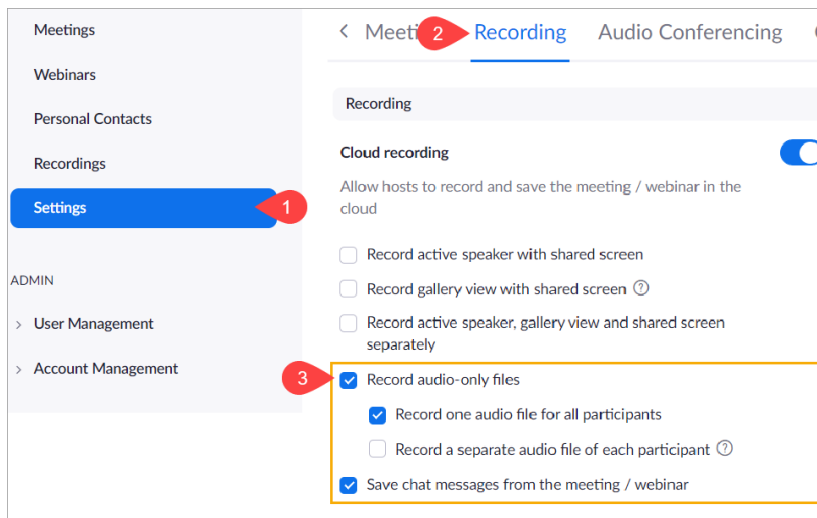 Meetings
Webinars
Personal Contacts
Recordings
Settings
1
ADMIN
User Management
Account Management
Meeti
2
Recording
Audio Conferencing
Recording
Cloud recording
Allow hosts to record and save the meeting / webinar in the
cloud
Record active speaker with shared screen
Record gallery view with shared screen ?
Record active speaker, gallery view and shared screen
separately
3
Record audio-only files
Record one audio file for all participants
Record a separate audio file of each participant ?
Save chat messages from the meeting / webinar